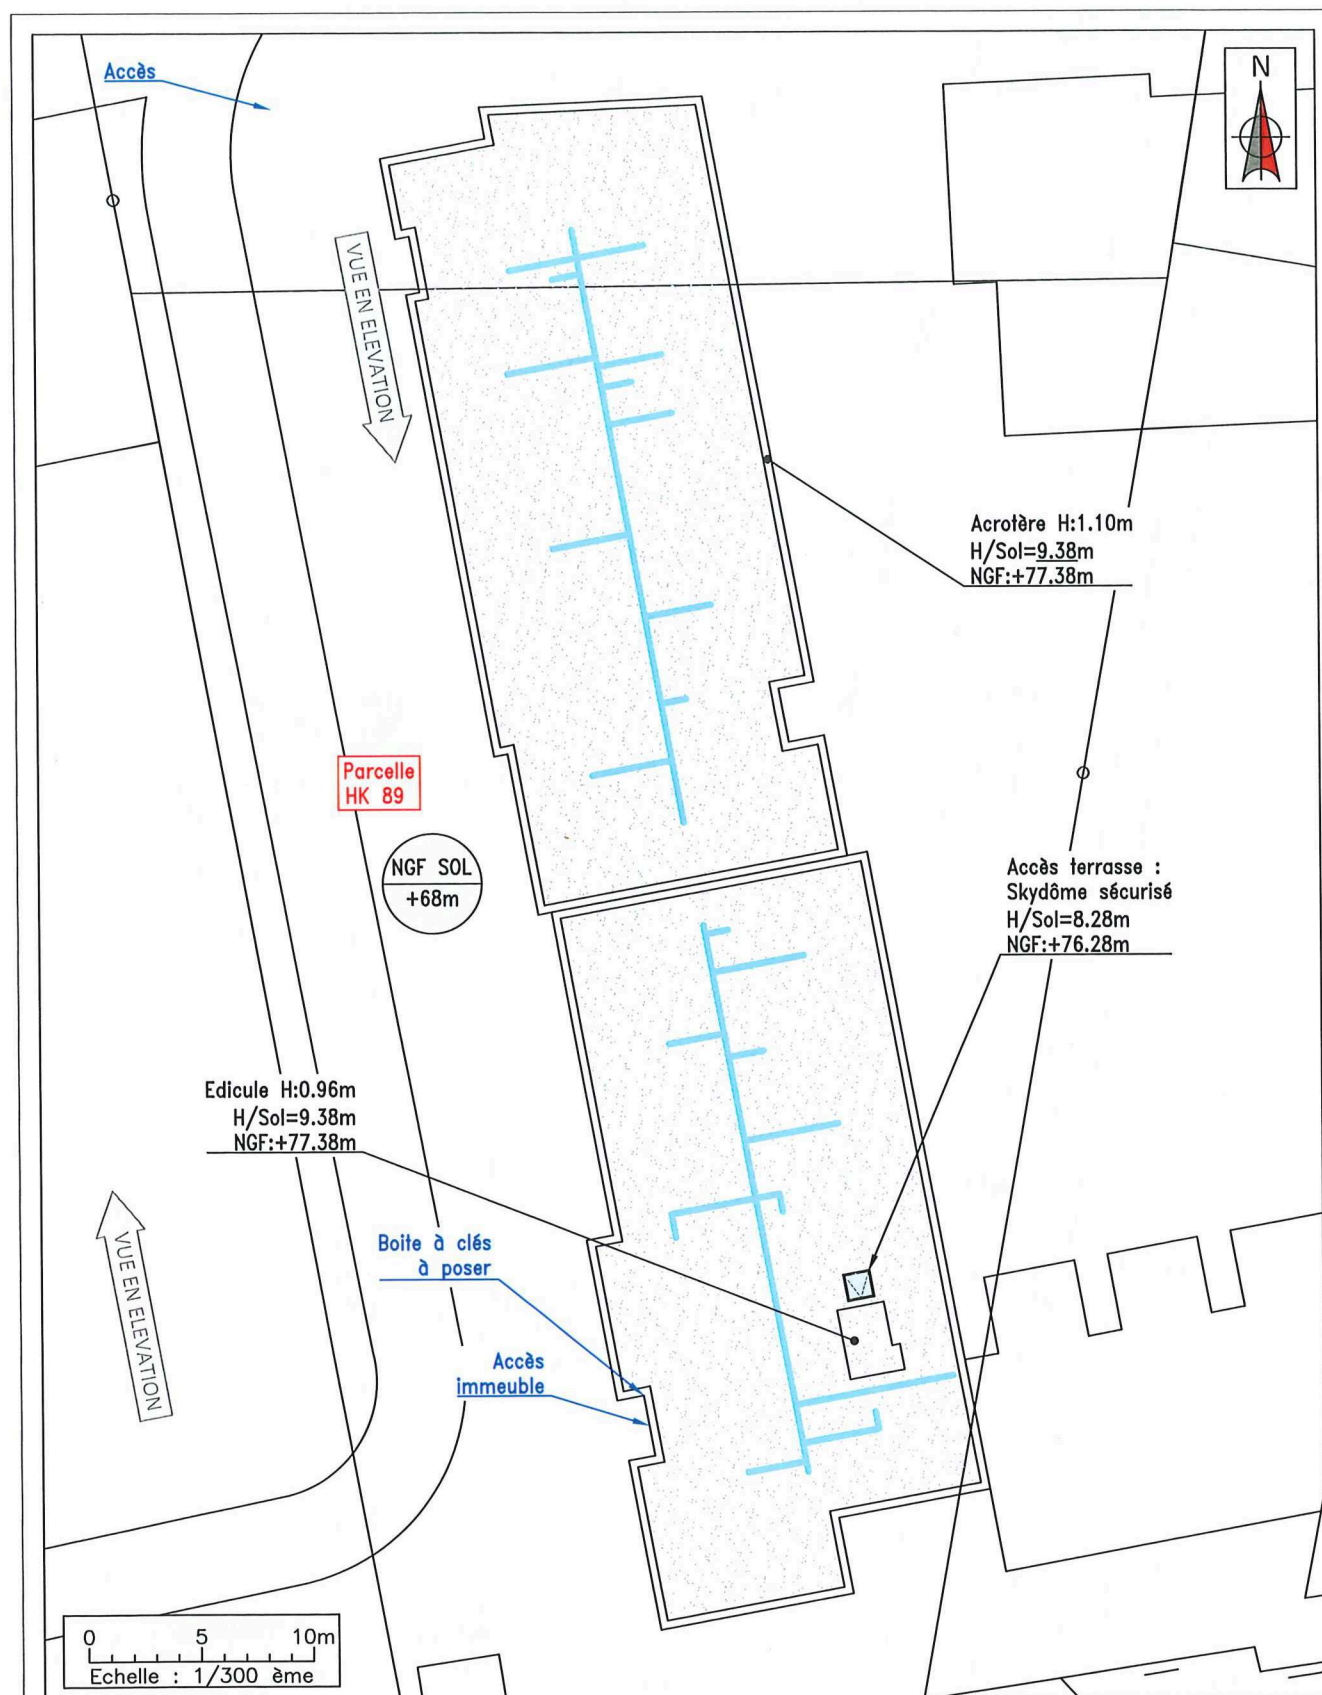 Accès
N
VUE EN ELEVATION
Acrotère H:1.10m
H/Sol=9.38m
NGF:+77.38m
Parcelle
HK 89
NGF SOL
+68m
Accès terrasse :
Skydôme sécurisé
H/Sol=8.28m
NGF:+76.28m
Edicule H:0.96m
H/Sol=9.38m
NGF:+77.38m
VUE EN ELEVATION
Boite à clés
à poser
Accès
immeuble
0 5 10m
Echelle : 1/300 ème